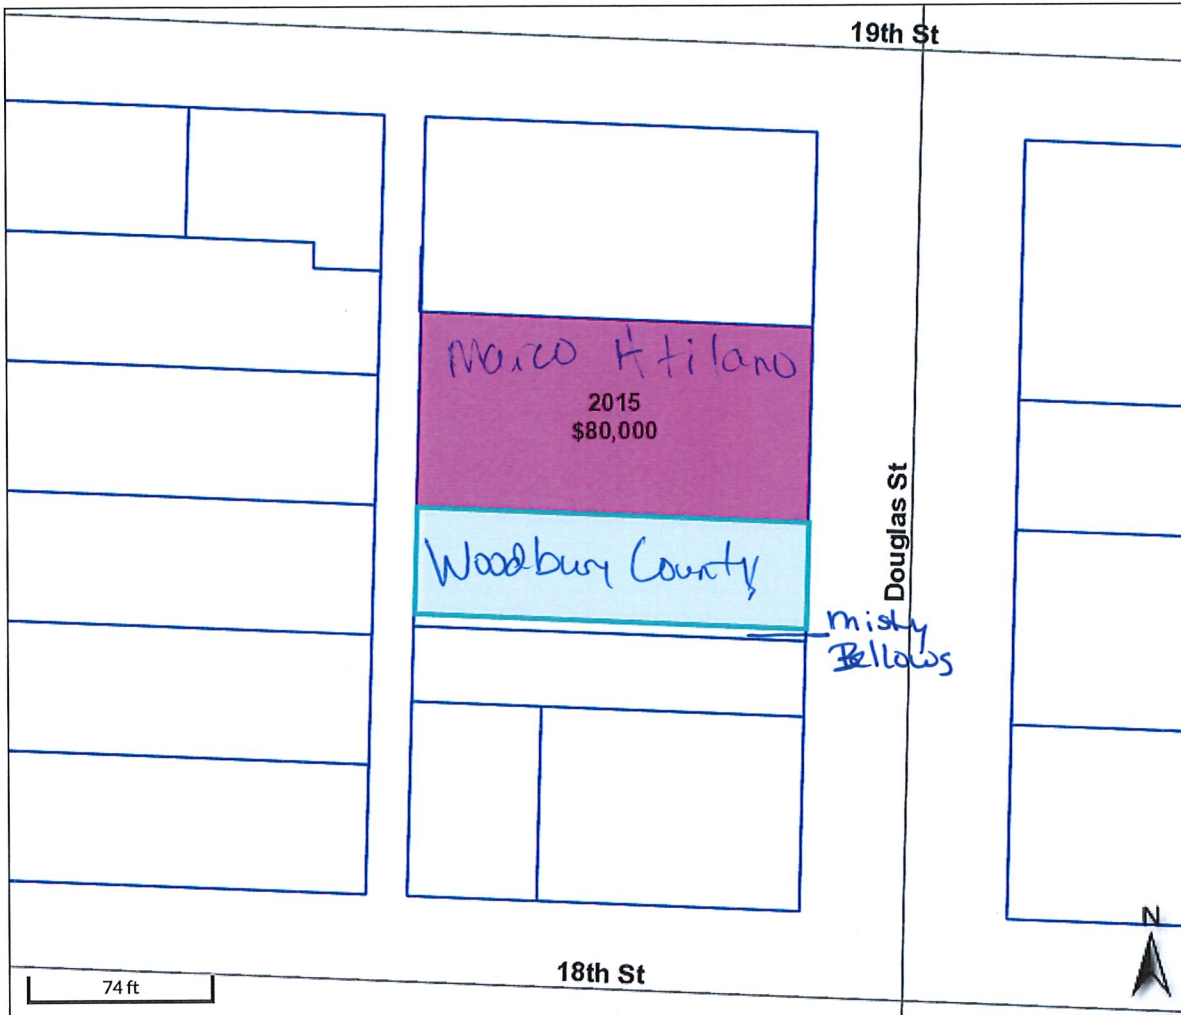 19th St
Marco Atilano
2015
$80,000
Douglas St
Woodbury County
Misty
Bellows
18th St
74 ft
N